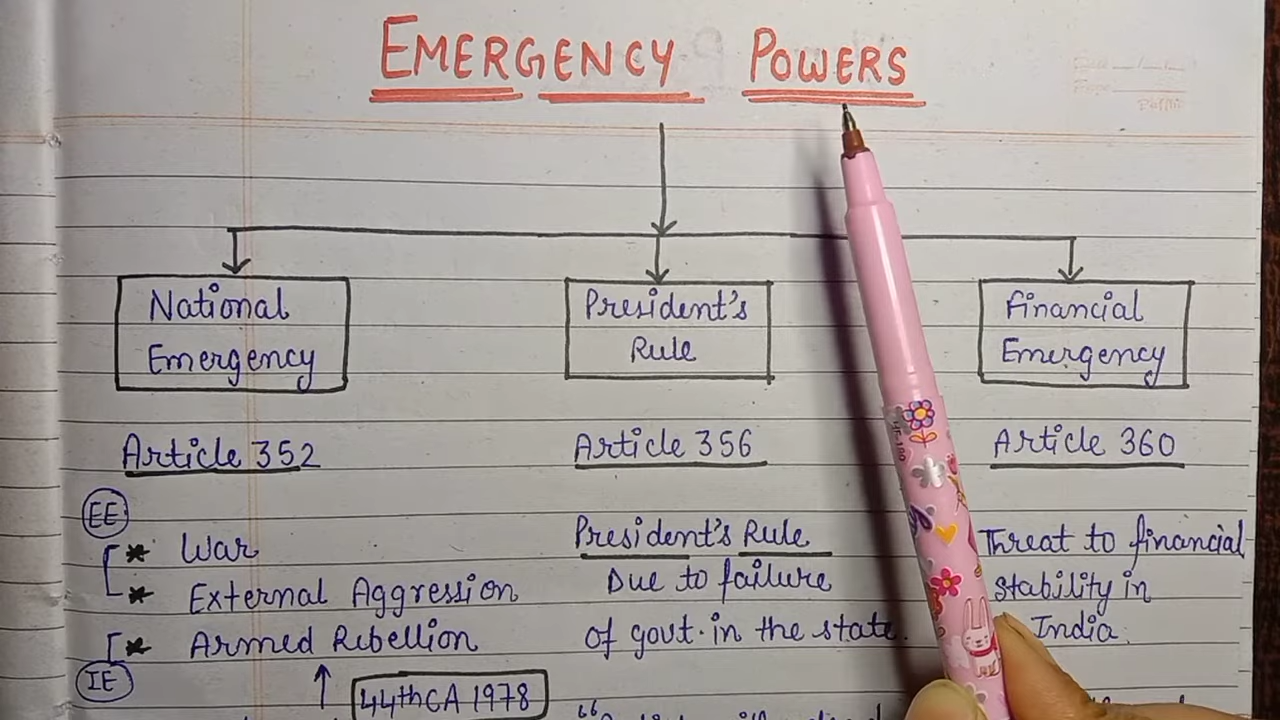 EMERGENCY POWERS
National
Emergency
President's
Rule
Financial
Emergency
Article 352
Article 356
Article 360
EE
* War
* External Aggression
* Armed Rebellion
IE
44thCA 1978
President's Rule
Due to failure
of govt. in the state.
Threat to financial
stability in
India.